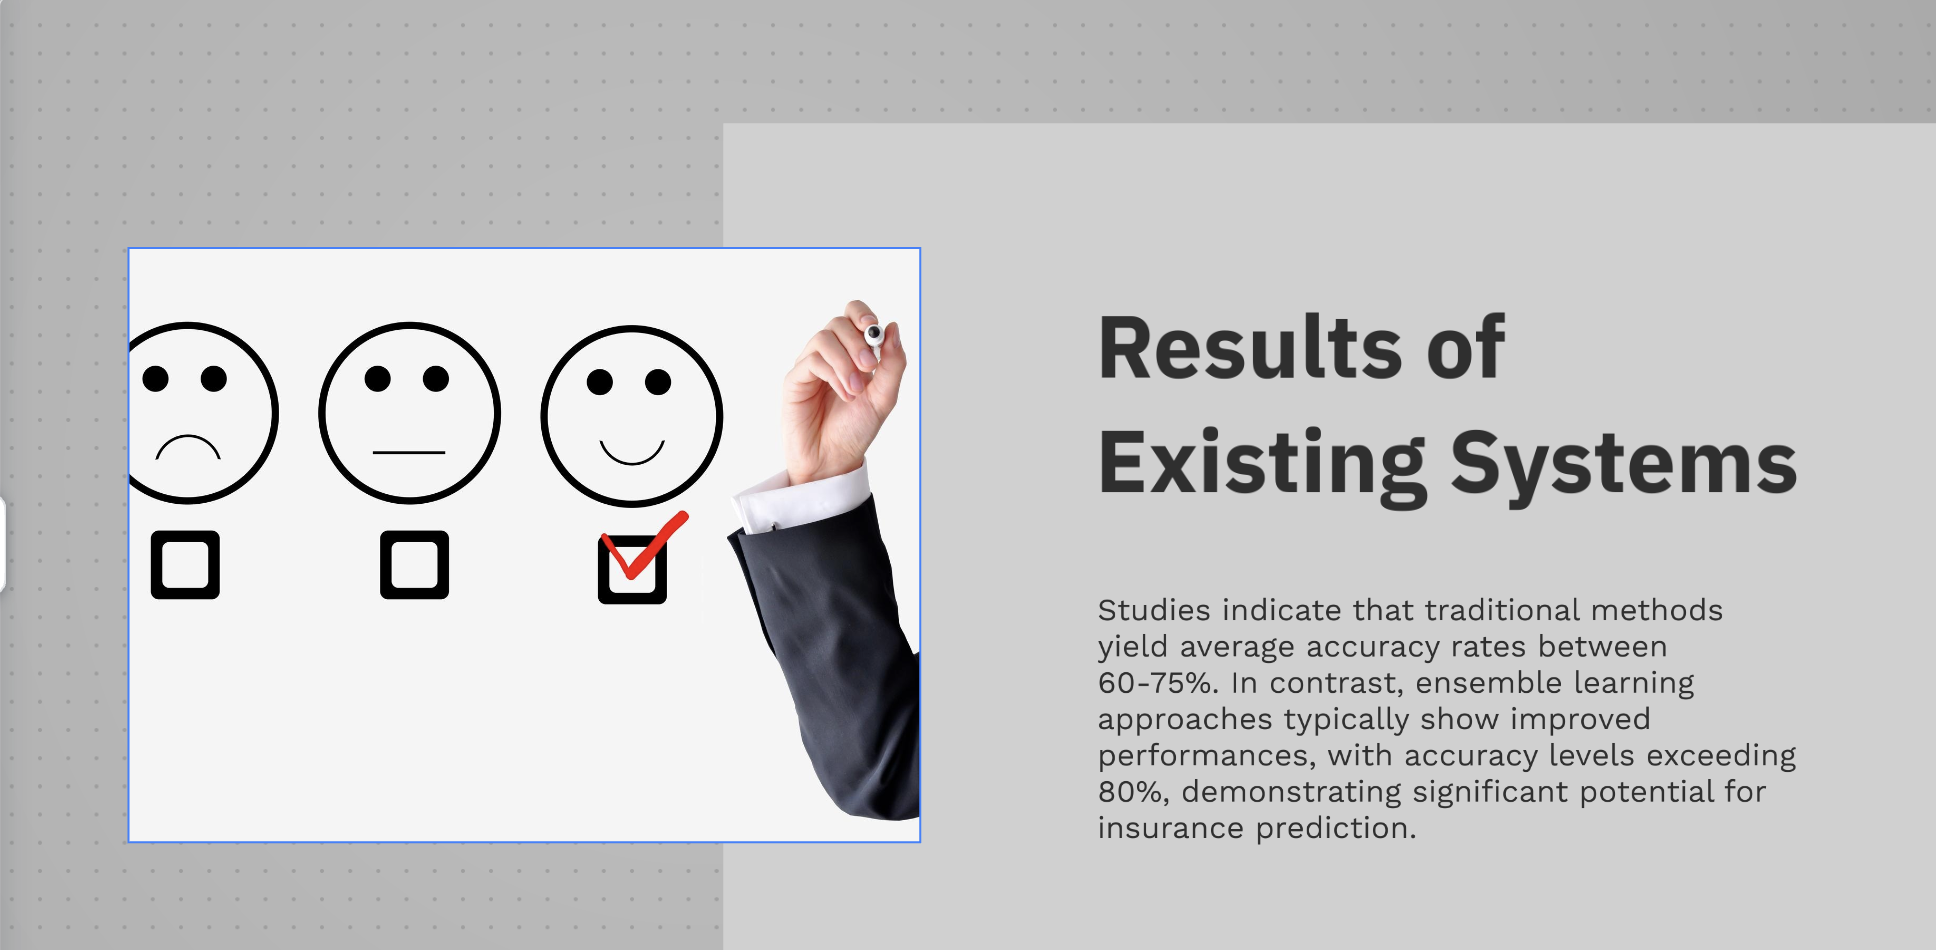 Results of
Existing Systems
Studies indicate that traditional methods
yield average accuracy rates between
60-75%. In contrast, ensemble learning
approaches typically show improved
performances, with accuracy levels exceeding
80%, demonstrating significant potential for
insurance prediction.